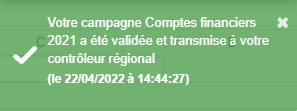 Votre campagne Comptes financiers
2021 a été validée et transmise à votre
contrôleur régional
(le 22/04/2022 à 14:44:27)